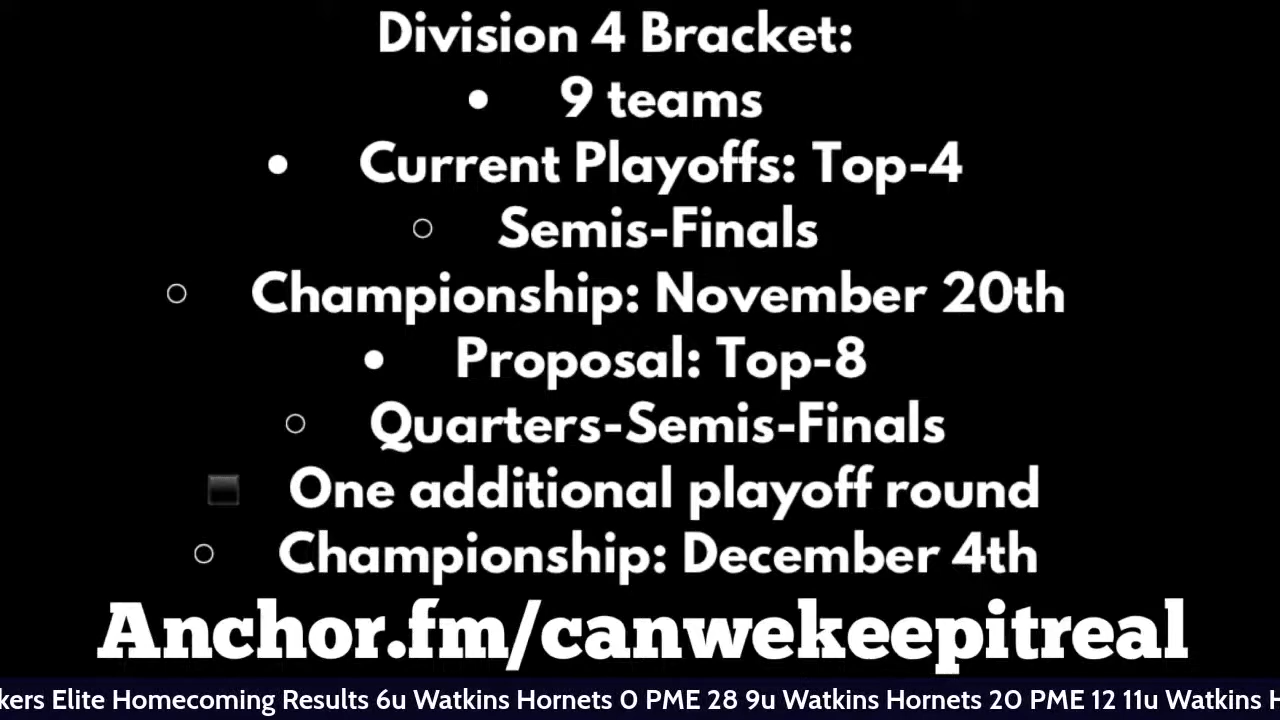 Division 4 Bracket:
• 9 teams
• Current Playoffs: Top-4
○ Semis-Finals
○ Championship: November 20th
• Proposal: Top-8
○ Quarters-Semis-Finals
■ One additional playoff round
○ Championship: December 4th
Anchor.fm/canwekeepitreal
kers Elite Homecoming Results 6u Watkins Hornets 0 PME 28 9u Watkins Hornets 20 PME 12 11u Watkins H